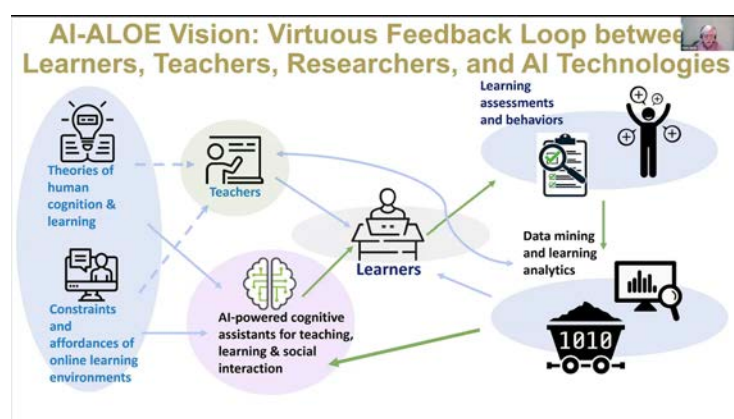 AI-ALOE Vision: Virtuous Feedback Loop betwee
Learners, Teachers, Researchers, and AI Technologies
Theories of
human
cognition &
learning
Constraints
and
affordances of
online learning
environments
Teachers
AI-powered cognitive
assistants for teaching,
learning & social
interaction
Learners
Learning
assessments
and behaviors
Data mining
and learning
analytics
1010